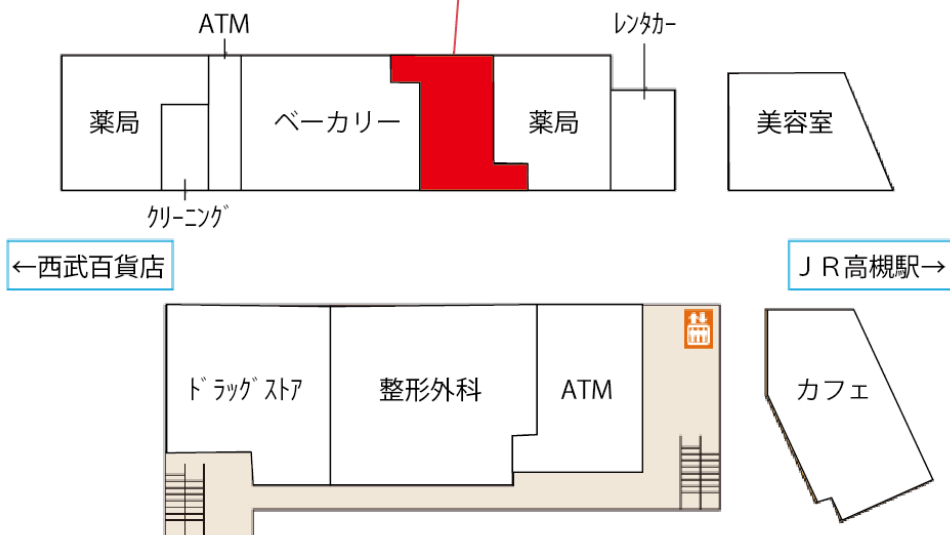 ATM
レンタカー
薬局
ベーカリー
薬局
美容室
クリーニング
←西武百貨店
ＪＲ高槻駅→
ドラッグストア
整形外科
ATM
カフェ